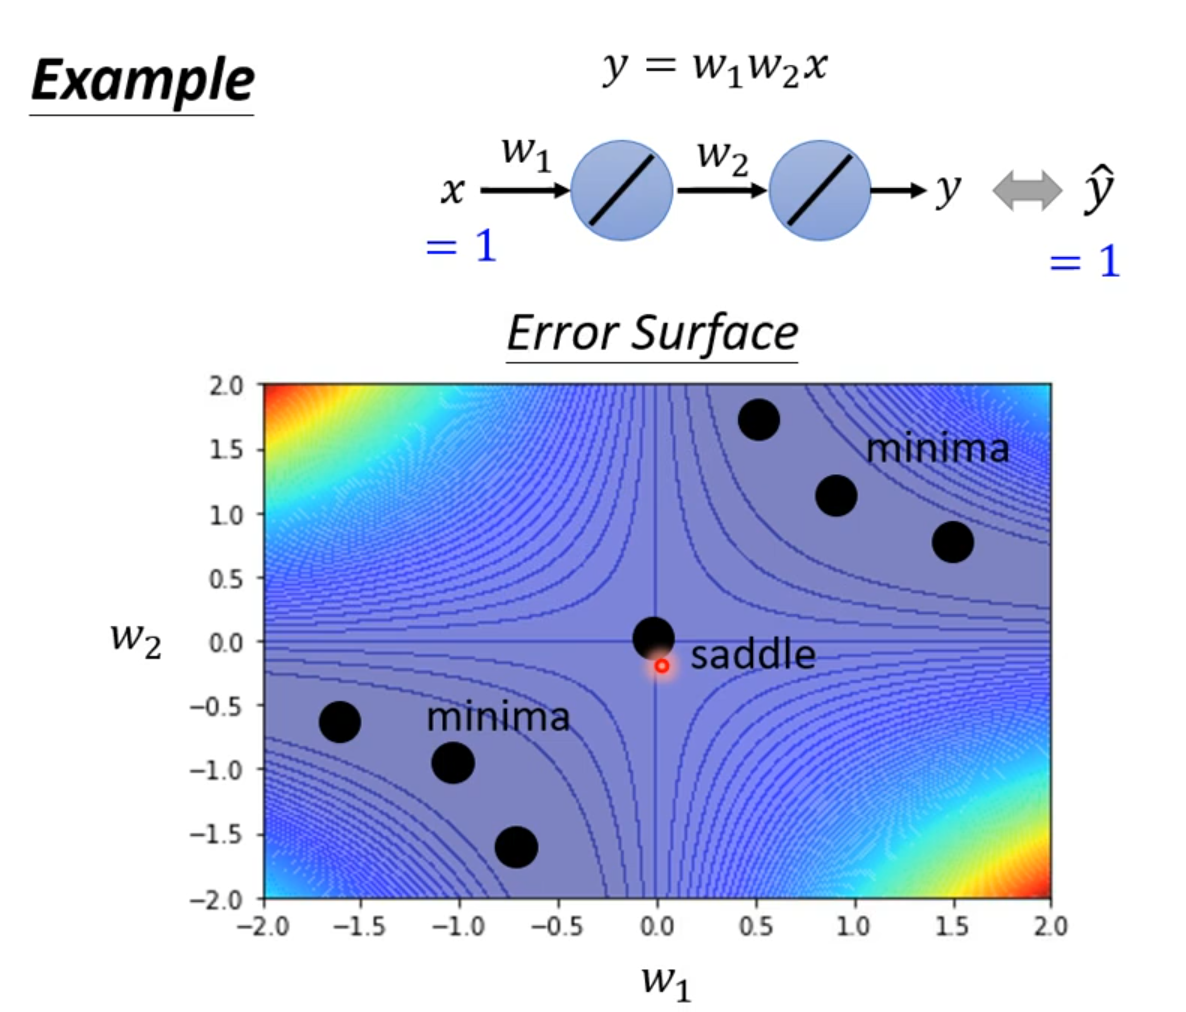 Example
y = w₁w₂x
w₁
w₂
x
y
ŷ
= 1
= 1
Error Surface
2.0
1.5
minima
1.0
0.5
w₂
0.0
saddle
−0.5
minima
−1.0
−1.5
−2.0
−2.0 −1.5 −1.0 −0.5 0.0 0.5 1.0 1.5 2.0
w₁